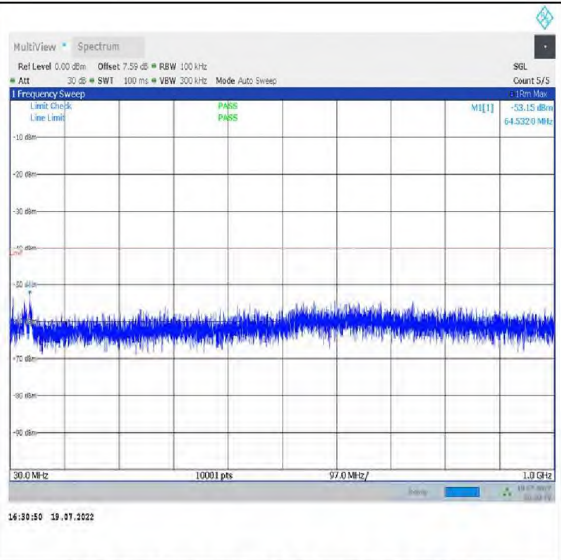 MultiView Spectrum
Ref Level 0.00 dBm Offset 7.59 dB RBW 100 kHz SGL
Att 30 dB SWT 100 ms VBW 300 kHz Mode Auto Sweep Count 5/5
1 Frequency Sweep 1Rm Max
Limit Check PASS M1[1] -53.15 dBm
Line Limit PASS 64.5320 MHz
-10 dBm
-20 dBm
-30 dBm
-40 dBm
-50 dBm
-70 dBm
-80 dBm
-90 dBm
30.0 MHz 10001 pts 97.0 MHz/ 1.0 GHz
16:30:50 19.07.2022